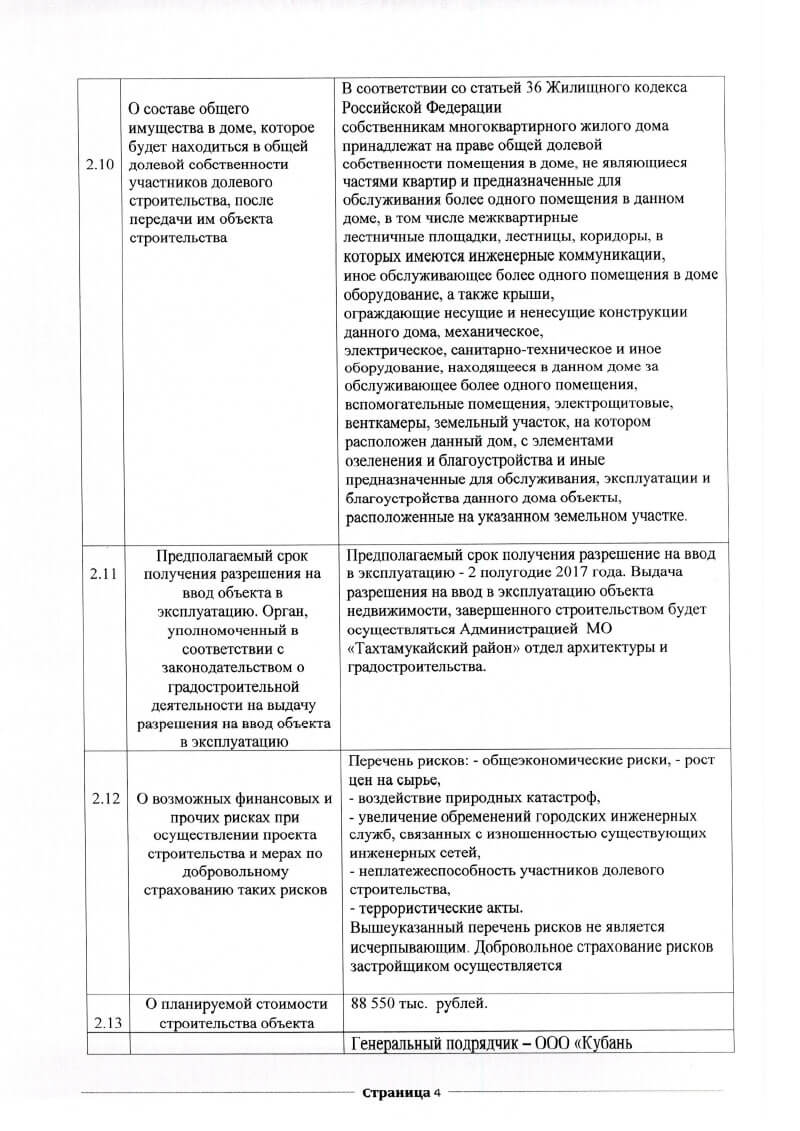 2.10
О составе общего
имущества в доме, которое
будет находиться в общей
долевой собственности
участников долевого
строительства, после
передачи им объекта
строительства
В соответствии со статьей 36 Жилищного кодекса
Российской Федерации
собственникам многоквартирного жилого дома
принадлежат на праве общей долевой
собственности помещения в доме, не являющиеся
частями квартир и предназначенные для
обслуживания более одного помещения в данном
доме, в том числе межквартирные
лестничные площадки, лестницы, коридоры, в
которых имеются инженерные коммуникации,
иное обслуживающее более одного помещения в доме
оборудование, а также крыши,
ограждающие несущие и ненесущие конструкции
данного дома, механическое,
электрическое, санитарно-техническое и иное
оборудование, находящееся в данном доме за
обслуживающее более одного помещения,
вспомогательные помещения, электрощитовые,
венткамеры, земельный участок, на котором
расположен данный дом, с элементами
озеленения и благоустройства и иные
предназначенные для обслуживания, эксплуатации и
благоустройства данного дома объекты,
расположенные на указанном земельном участке.
2.11
Предполагаемый срок
получения разрешения на
ввод объекта в
эксплуатацию. Орган,
уполномоченный в
соответствии с
законодательством о
градостроительной
деятельности на выдачу
разрешения на ввод объекта
в эксплуатацию
Предполагаемый срок получения разрешение на ввод
в эксплуатацию - 2 полугодие 2017 года. Выдача
разрешения на ввод в эксплуатацию объекта
недвижимости, завершенного строительством будет
осуществляться Администрацией МО
«Тахтамукайский район» отдел архитектуры и
градостроительства.
2.12
О возможных финансовых и
прочих рисках при
осуществлении проекта
строительства и мерах по
добровольному
страхованию таких рисков
Перечень рисков: - общеэкономические риски, - рост
цен на сырье,
- воздействие природных катастроф,
- увеличение обременений городских инженерных
служб, связанных с изношенностью существующих
инженерных сетей,
- неплатежеспособность участников долевого
строительства,
- террористические акты.
Вышеуказанный перечень рисков не является
исчерпывающим. Добровольное страхование рисков
застройщиком осуществляется
2.13
О планируемой стоимости
строительства объекта
88 550 тыс. рублей.
Генеральный подрядчик – ООО «Кубань
Страница 4